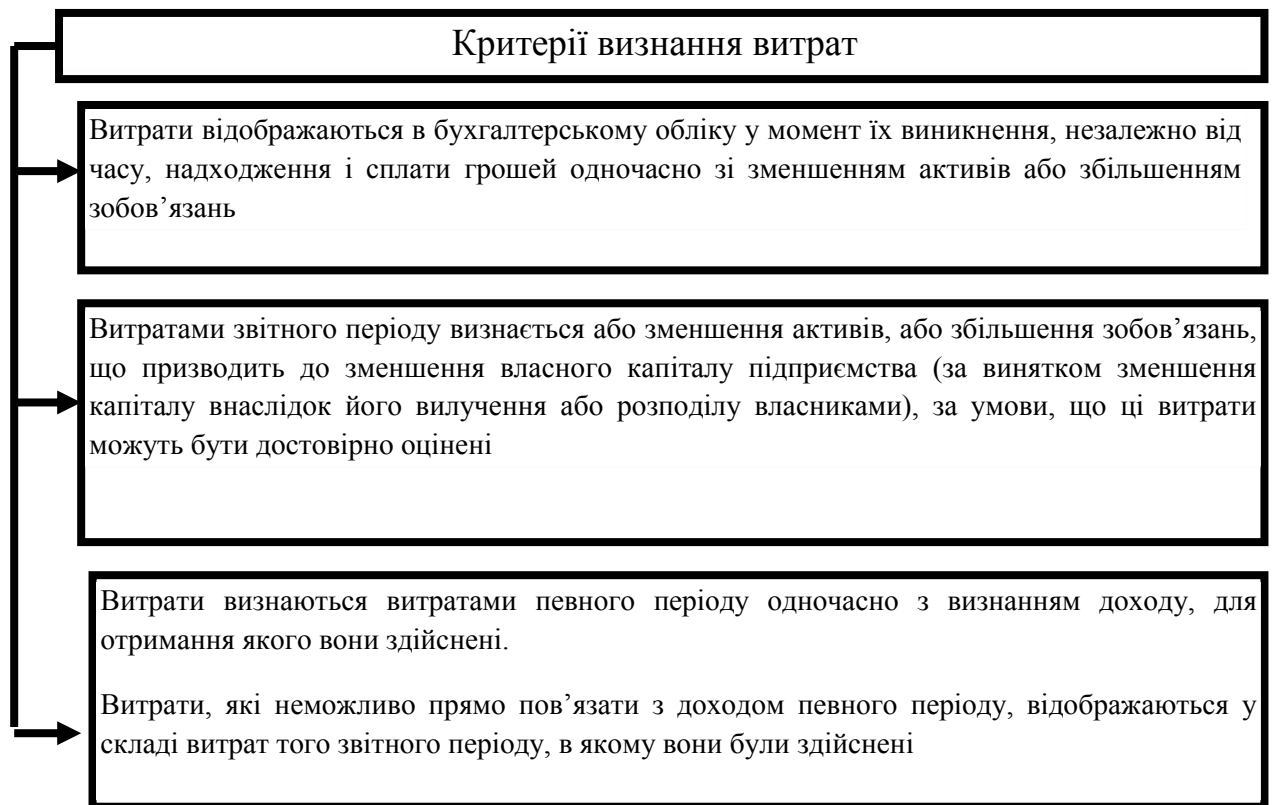 Критерії визнання витрат
Витрати відображаються в бухгалтерському обліку у момент їх виникнення, незалежно від
часу, надходження і сплати грошей одночасно зі зменшенням активів або збільшенням
зобов’язань
Витратами звітного періоду визнається або зменшення активів, або збільшення зобов’язань,
що призводить до зменшення власного капіталу підприємства (за винятком зменшення
капіталу внаслідок його вилучення або розподілу власниками), за умови, що ці витрати
можуть бути достовірно оцінені
Витрати визнаються витратами певного періоду одночасно з визнанням доходу, для
отримання якого вони здійснені.
Витрати, які неможливо прямо пов’язати з доходом певного періоду, відображаються у
складі витрат того звітного періоду, в якому вони були здійснені